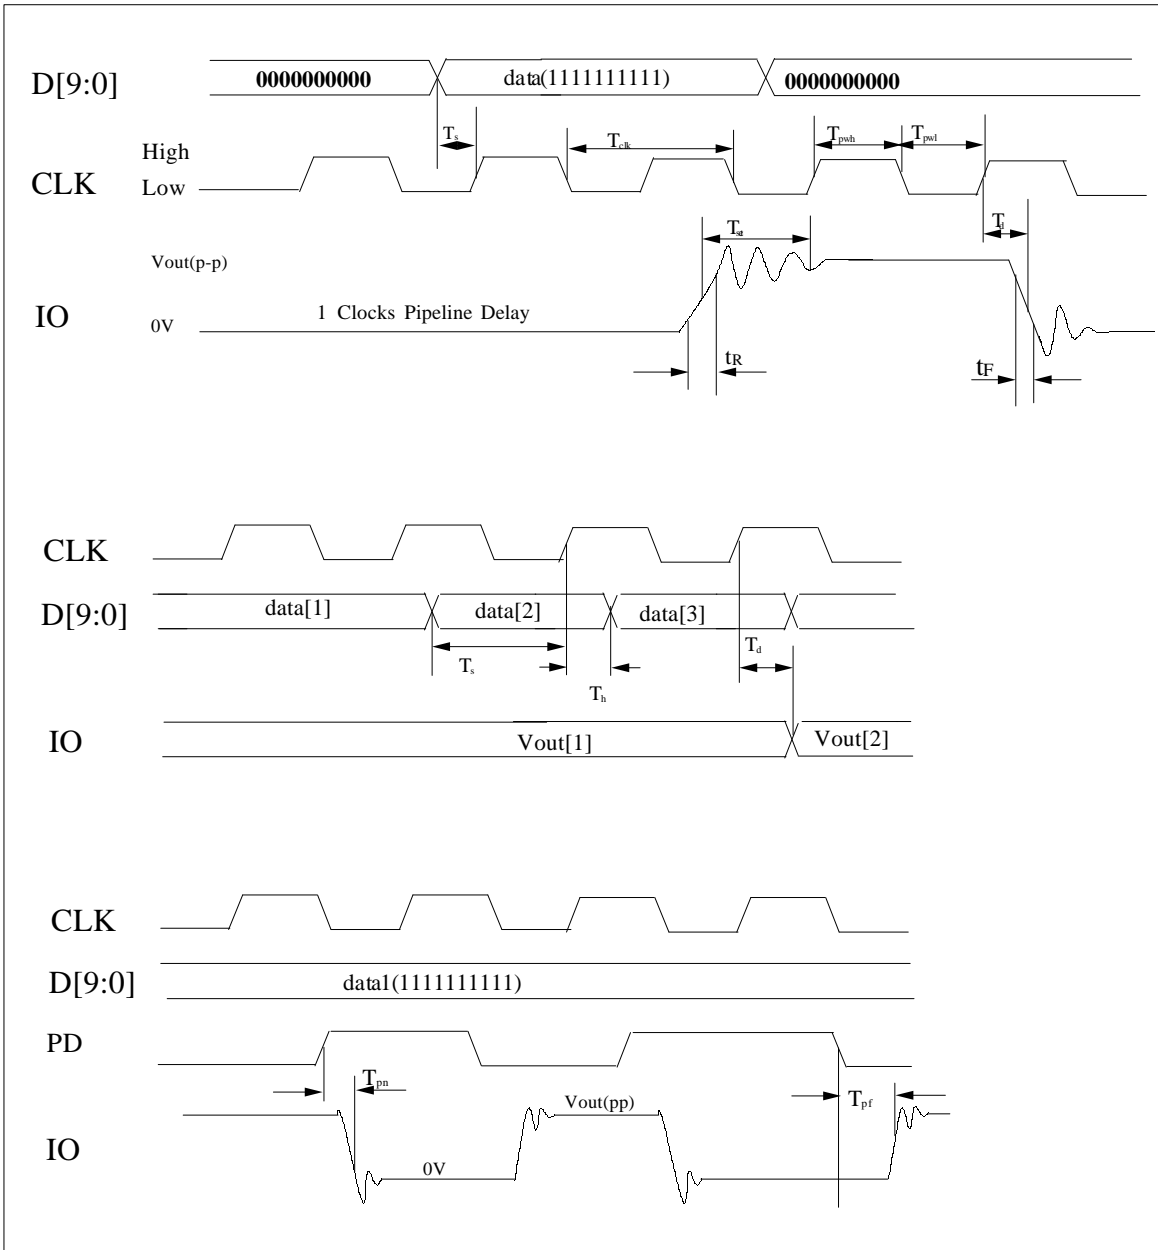 D[9:0] 0000000000 data(1111111111) 0000000000
Ts Tclk Tpwh Tpwl
High
CLK Low
Tst Td
Vout(p-p)
IO 0V 1 Clocks Pipeline Delay
tR tF
CLK
D[9:0] data[1] data[2] data[3]
Ts Th Td
IO Vout[1] Vout[2]
CLK
D[9:0] data1(1111111111)
PD
Tpn Tpf
Vout(pp)
IO 0V